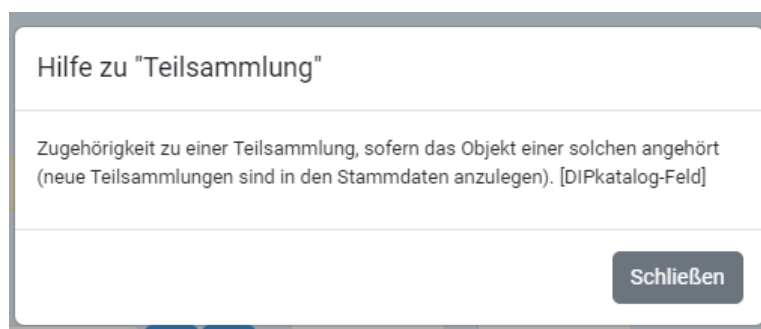 Hilfe zu "Teilsammlung"
Zugehörigkeit zu einer Teilsammlung, sofern das Objekt einer solchen angehört
(neue Teilsammlungen sind in den Stammdaten anzulegen). [DIPkatalog-Feld]
Schließen